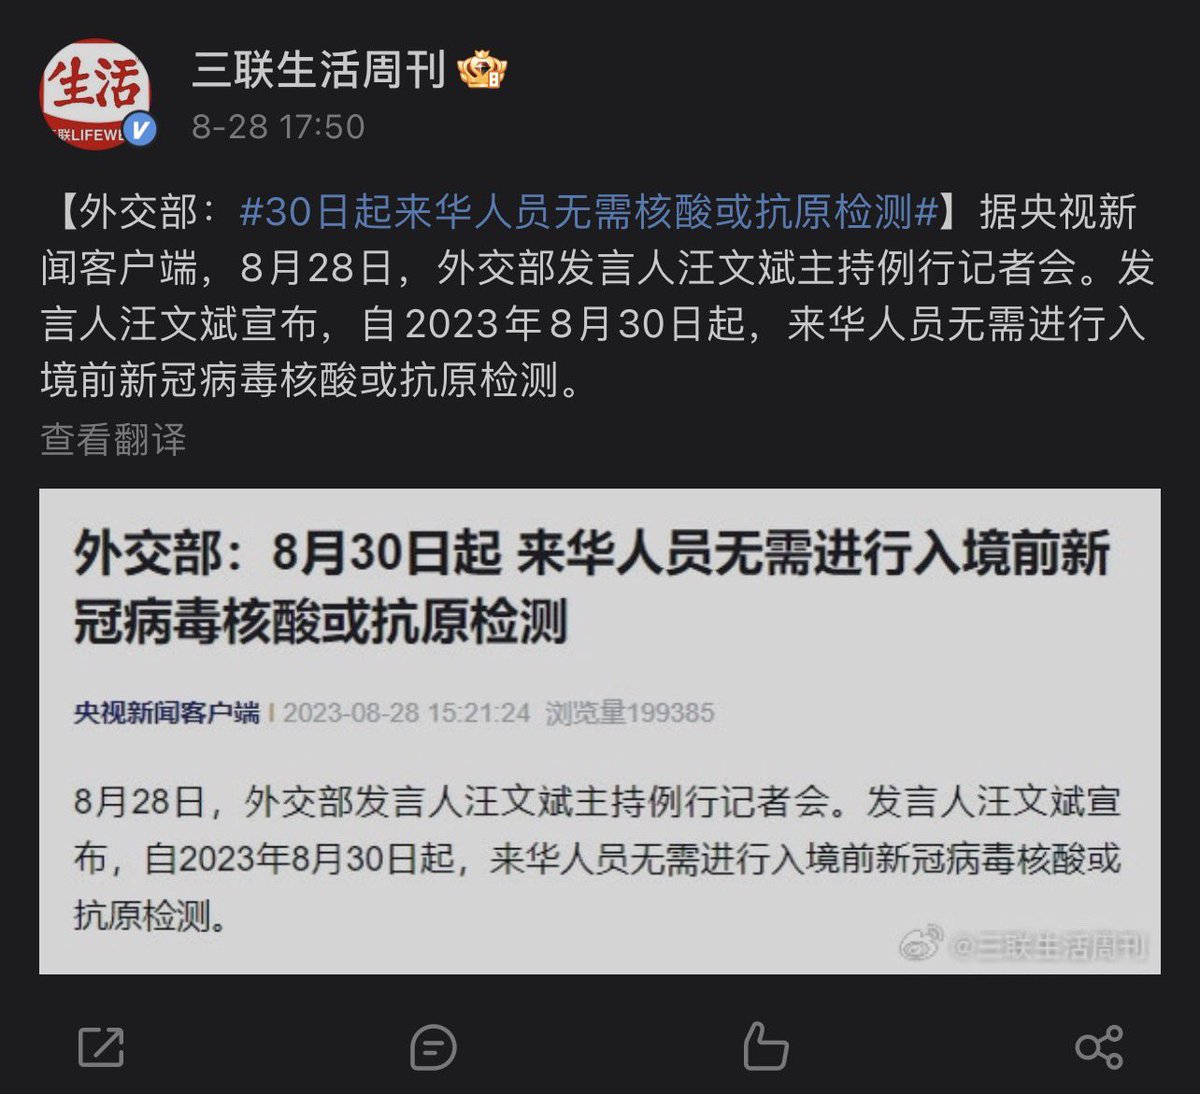 生活
三联LIFEWE
三联生活周刊
8-28 17:50
【外交部：#30日起来华人员无需核酸或抗原检测#】据央视新
闻客户端，8月28日，外交部发言人汪文斌主持例行记者会。发
言人汪文斌宣布，自2023年8月30日起，来华人员无需进行入
境前新冠病毒核酸或抗原检测。
查看翻译
外交部：8月30日起 来华人员无需进行入境前新
冠病毒核酸或抗原检测
央视新闻客户端 | 2023-08-28 15:21:24 浏览量199385
8月28日，外交部发言人汪文斌主持例行记者会。发言人汪文斌宣
布，自2023年8月30日起，来华人员无需进行入境前新冠病毒核酸或
抗原检测。
@三联生活周刊